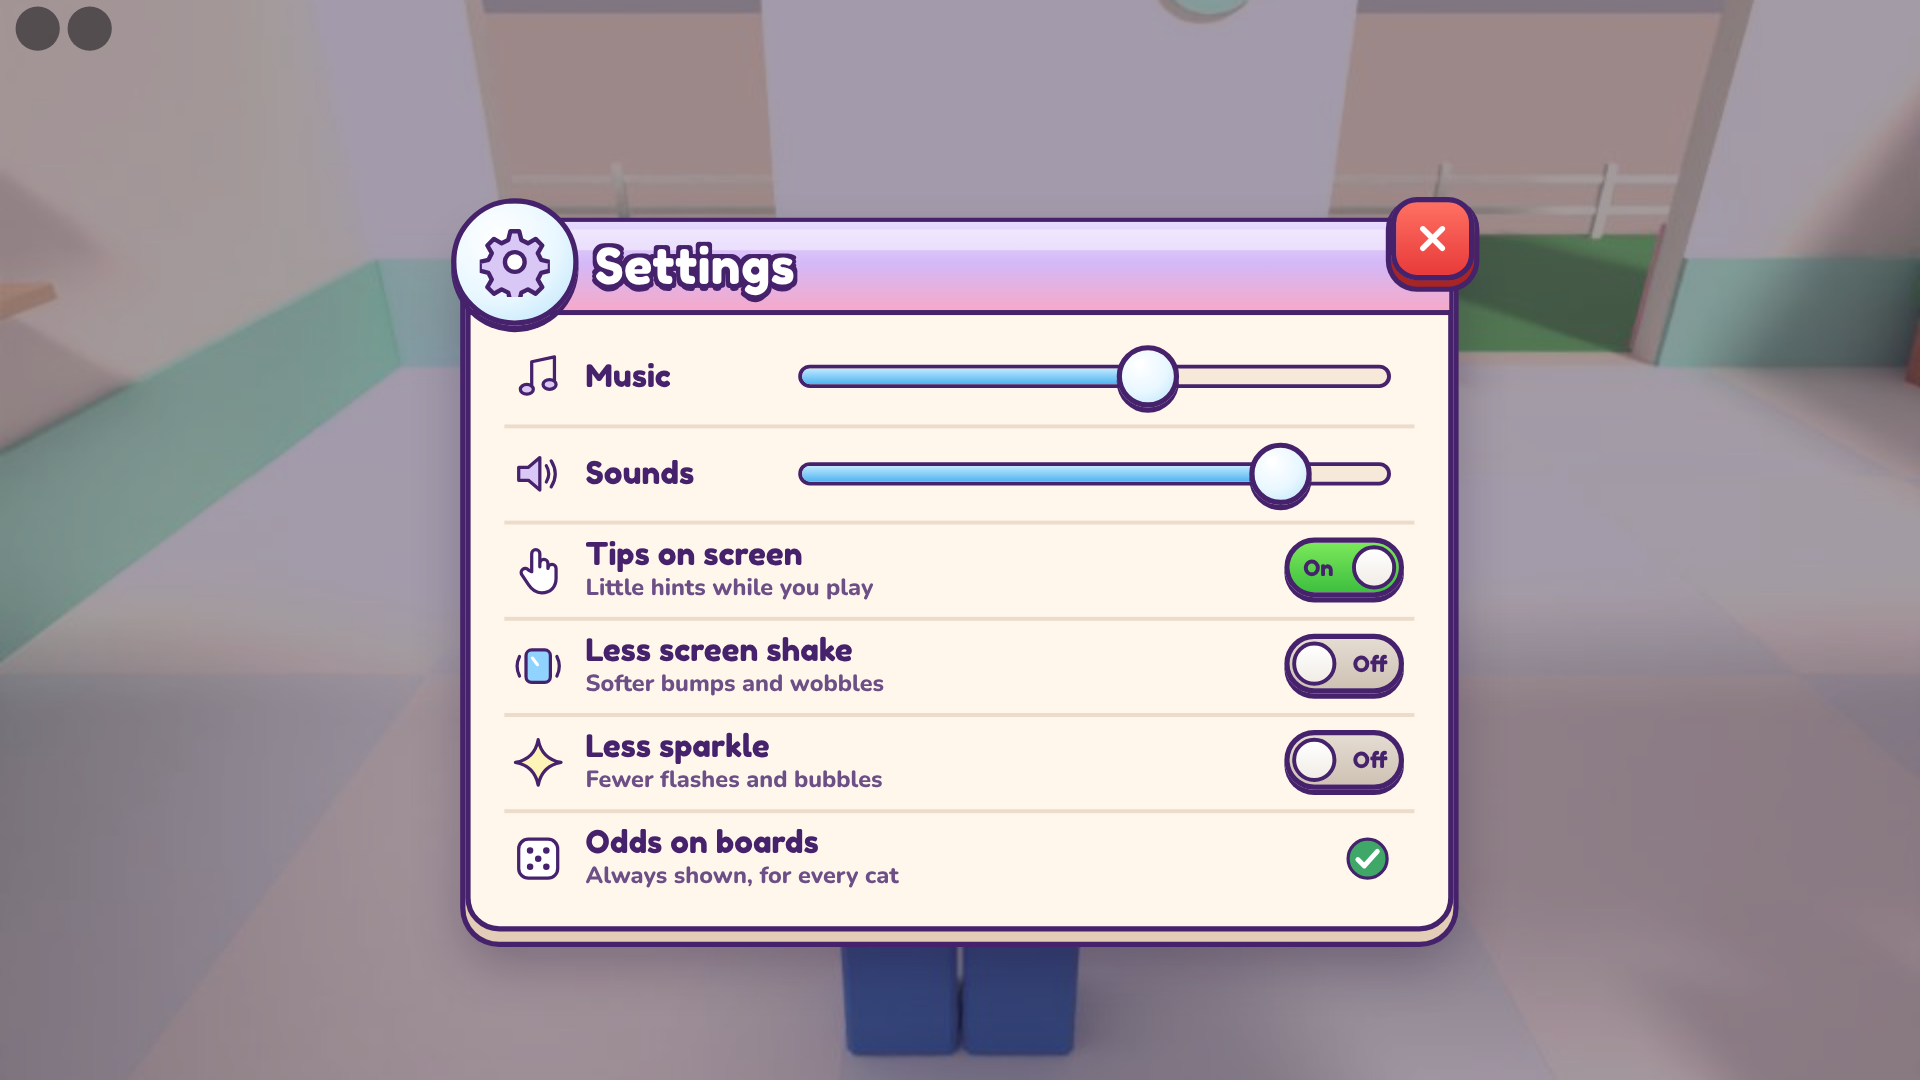 Settings
Music
Sounds
Tips on screen
Little hints while you play
On
Less screen shake
Softer bumps and wobbles
Off
Less sparkle
Fewer flashes and bubbles
Off
Odds on boards
Always shown, for every cat